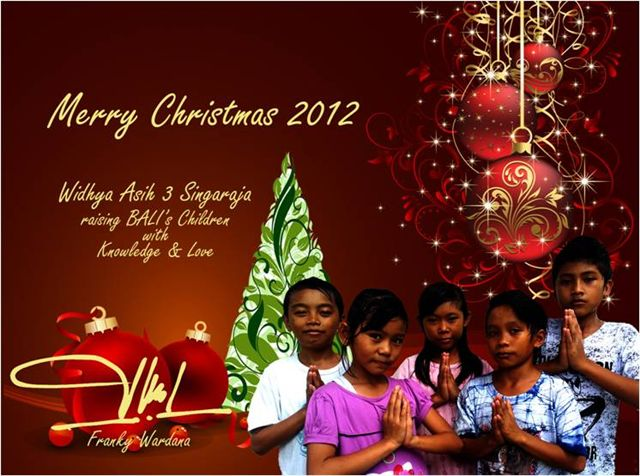 Merry Christmas 2012
Widhya Asih 3 Singaraja
raising BALI's Children
with
Knowledge & Love
Franky Wardana